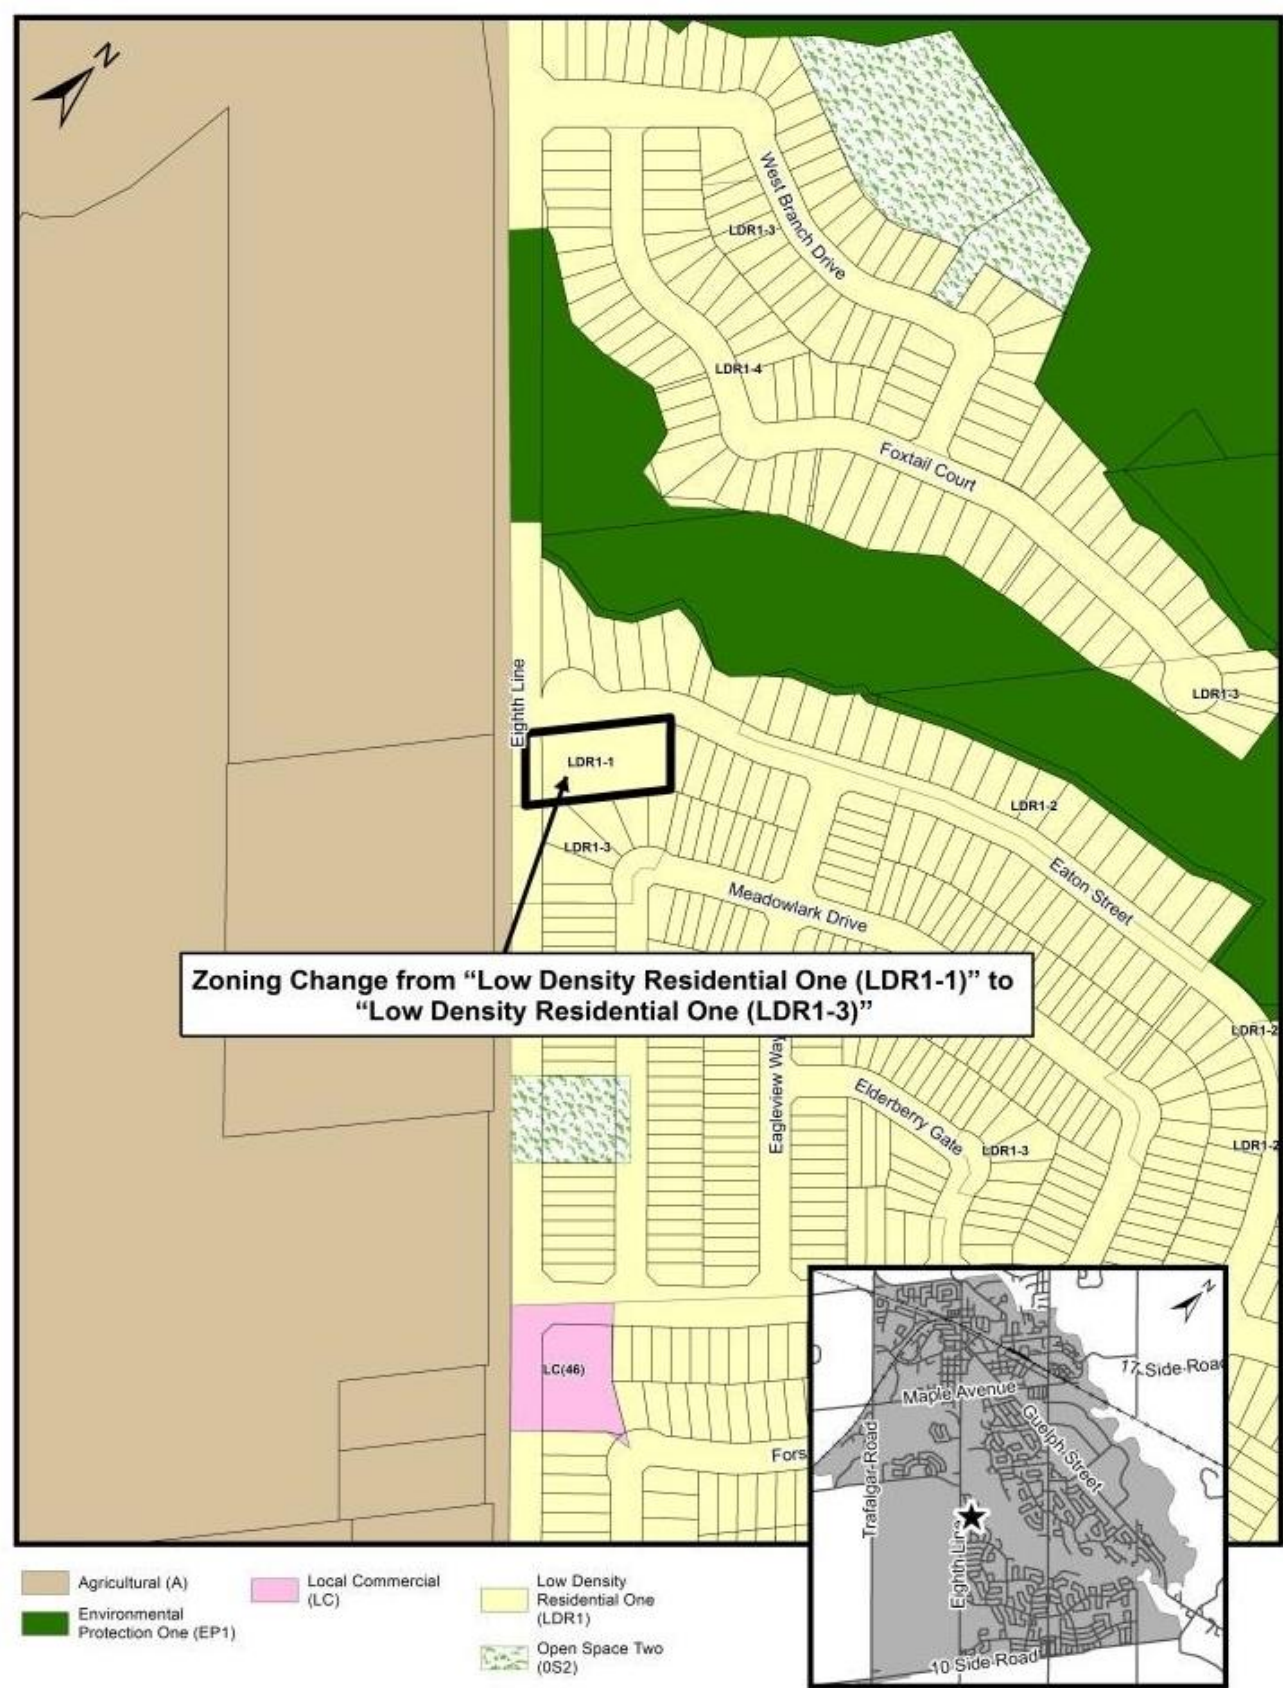 N
West Branch Drive
LDR1-3
LDR1-4
Foxtail Court
LDR1-3
Eighth Line
LDR1-1
LDR1-2
LDR1-3
Eaton Street
Meadowlark Drive
Zoning Change from “Low Density Residential One (LDR1-1)” to
“Low Density Residential One (LDR1-3)”
LDR1-2
Eagleview Way
Elderberry Gate
LDR1-3
LDR1-2
LC(46)
Fors
N
17 Side Road
Maple Avenue
Guelph Street
Trafalgar Road
Eighth Line
10 Side Road
Agricultural (A)
Environmental
Protection One (EP1)
Local Commercial
(LC)
Low Density
Residential One
(LDR1)
Open Space Two
(0S2)